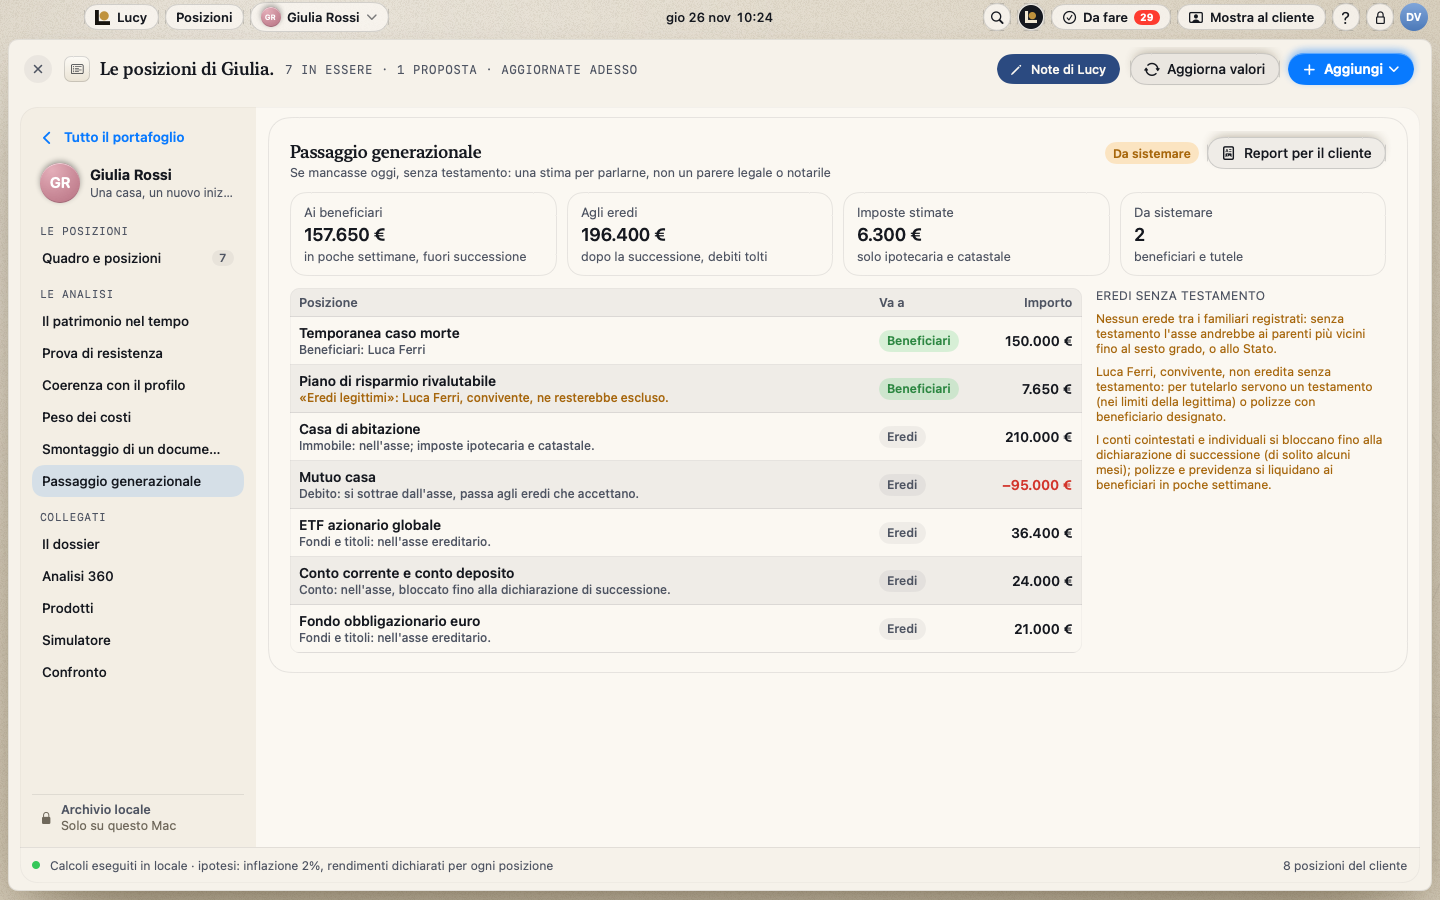 Lucy
Posizioni
GR Giulia Rossi
gio 26 nov 10:24
Da fare 29
Mostra al cliente
?
DV
Le posizioni di Giulia.
7 IN ESSERE · 1 PROPOSTA · AGGIORNATE ADESSO
Note di Lucy
Aggiorna valori
Aggiungi
Tutto il portafoglio
GR
Giulia Rossi
Una casa, un nuovo iniz...
LE POSIZIONI
Quadro e posizioni 7
LE ANALISI
Il patrimonio nel tempo
Prova di resistenza
Coerenza con il profilo
Peso dei costi
Smontaggio di un docume...
Passaggio generazionale
COLLEGATI
Il dossier
Analisi 360
Prodotti
Simulatore
Confronto
Archivio locale
Solo su questo Mac
Passaggio generazionale
Se mancasse oggi, senza testamento: una stima per parlarne, non un parere legale o notarile
Da sistemare
Report per il cliente
Ai beneficiari
157.650 €
in poche settimane, fuori successione
Agli eredi
196.400 €
dopo la successione, debiti tolti
Imposte stimate
6.300 €
solo ipotecaria e catastale
Da sistemare
2
beneficiari e tutele
Posizione Va a Importo
Temporanea caso morte
Beneficiari: Luca Ferri
Beneficiari
150.000 €
Piano di risparmio rivalutabile
«Eredi legittimi»: Luca Ferri, convivente, ne resterebbe escluso.
Beneficiari
7.650 €
Casa di abitazione
Immobile: nell'asse; imposte ipotecaria e catastale.
Eredi
210.000 €
Mutuo casa
Debito: si sottrae dall'asse, passa agli eredi che accettano.
Eredi
−95.000 €
ETF azionario globale
Fondi e titoli: nell'asse ereditario.
Eredi
36.400 €
Conto corrente e conto deposito
Conto: nell'asse, bloccato fino alla dichiarazione di successione.
Eredi
24.000 €
Fondo obbligazionario euro
Fondi e titoli: nell'asse ereditario.
Eredi
21.000 €
EREDI SENZA TESTAMENTO
Nessun erede tra i familiari registrati: senza
testamento l'asse andrebbe ai parenti più vicini
fino al sesto grado, o allo Stato.
Luca Ferri, convivente, non eredita senza
testamento: per tutelarlo servono un testamento
(nei limiti della legittima) o polizze con
beneficiario designato.
I conti cointestati e individuali si bloccano fino alla
dichiarazione di successione (di solito alcuni
mesi); polizze e previdenza si liquidano ai
beneficiari in poche settimane.
Calcoli eseguiti in locale · ipotesi: inflazione 2%, rendimenti dichiarati per ogni posizione
8 posizioni del cliente